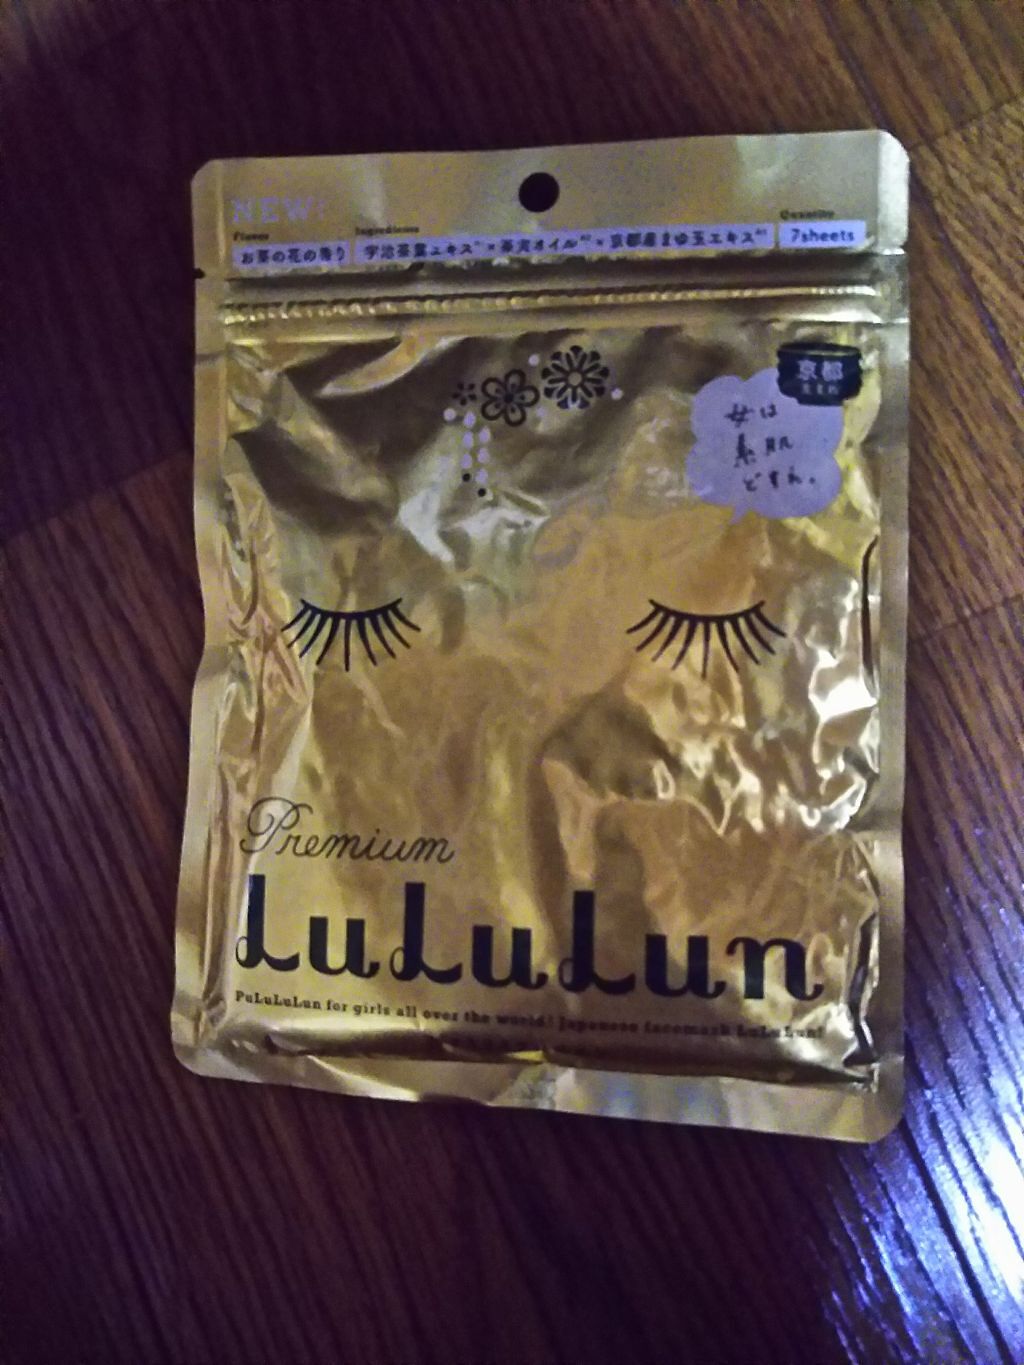 NEW!
Flavor
Ingredients
Quantity
お茶の花の香り
宇治茶葉エキス × 茶実オイル × 京都産まゆ玉エキス
7sheets
京都
女は
素肌
どすえ。
Premium
LuLuLun
PuLuLuLun for girls all over the world! Japanese facemask LuLuLun!